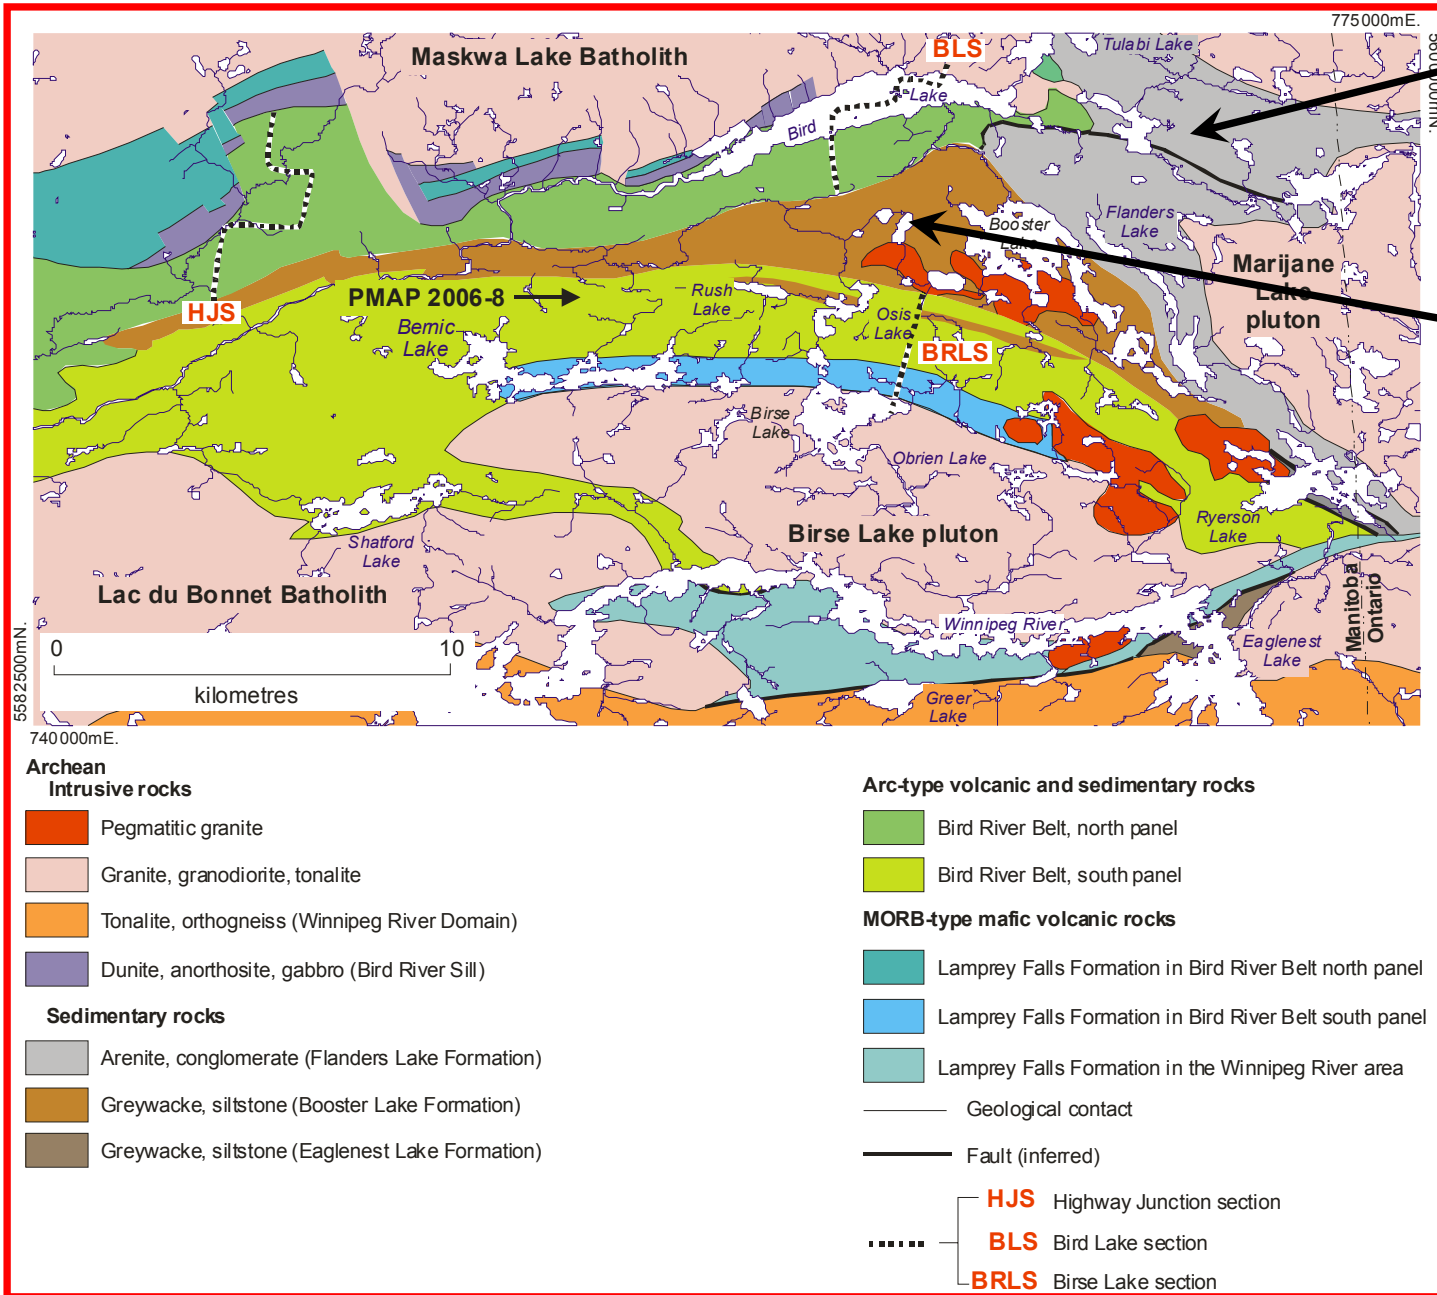 775000mE.
Tulabi Lake
BLS
Maskwa Lake Batholith
Lake
Bird
Flanders
Lake
Booster
Lake
Marijane
Lake
pluton
PMAP 2006-8
Rush
Lake
HJS
Bernic
Lake
Osis
Lake
BRLS
Birse
Lake
Obrien Lake
Ryerson
Lake
Birse Lake pluton
Shatford
Lake
Lac du Bonnet Batholith
Manitoba
Ontario
Winnipeg River
Eaglenest
Lake
0 10
kilometres
Greer
Lake
5582500mN.
740000mE.
Archean
Intrusive rocks
Pegmatitic granite
Granite, granodiorite, tonalite
Tonalite, orthogneiss (Winnipeg River Domain)
Dunite, anorthosite, gabbro (Bird River Sill)
Sedimentary rocks
Arenite, conglomerate (Flanders Lake Formation)
Greywacke, siltstone (Booster Lake Formation)
Greywacke, siltstone (Eaglenest Lake Formation)
Arc-type volcanic and sedimentary rocks
Bird River Belt, north panel
Bird River Belt, south panel
MORB-type mafic volcanic rocks
Lamprey Falls Formation in Bird River Belt north panel
Lamprey Falls Formation in Bird River Belt south panel
Lamprey Falls Formation in the Winnipeg River area
Geological contact
Fault (inferred)
HJS Highway Junction section
BLS Bird Lake section
BRLS Birse Lake section